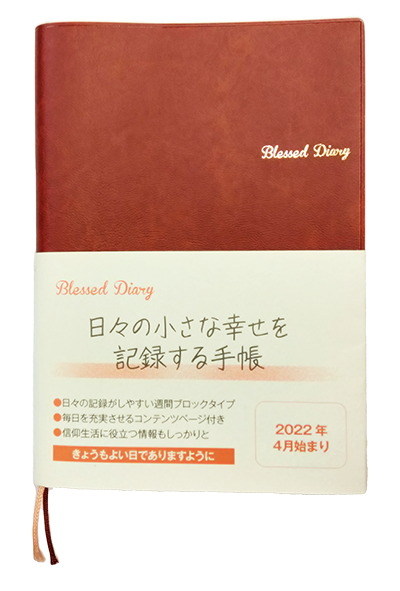 Blessed Diary
Blessed Diary
日々の小さな幸せを
記録する手帳
●日々の記録がしやすい週間ブロックタイプ
●毎日を充実させるコンテンツページ付き
●信仰生活に役立つ情報もしっかりと
きょうもよい日でありますように
2022年
4月始まり